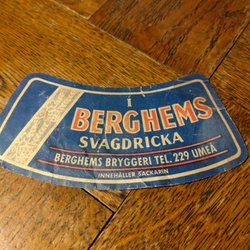 BERGHEMS
SVAGDRICKA
BERGHEMS BRYGGERI TEL. 229 UMEÅ
INNEHÅLLER SACKARIN